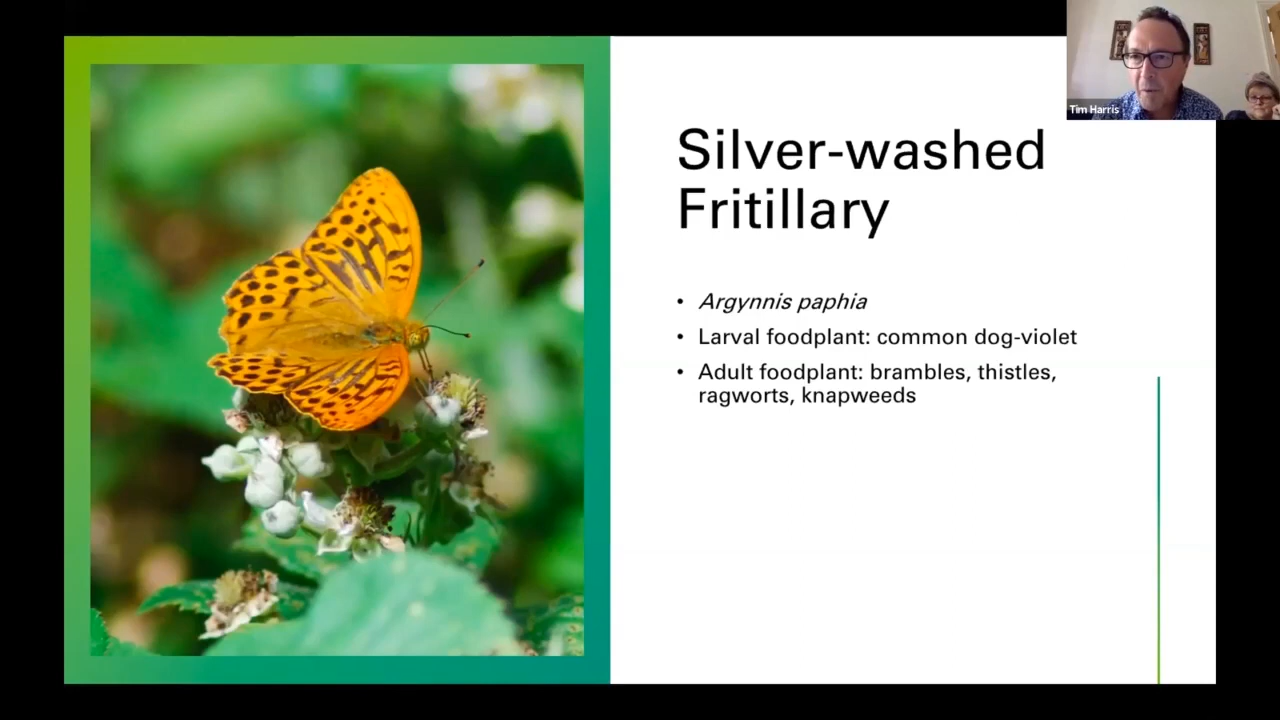 Tim Harris
Silver-washed
Fritillary
• Argynnis paphia
• Larval foodplant: common dog-violet
• Adult foodplant: brambles, thistles,
ragworts, knapweeds